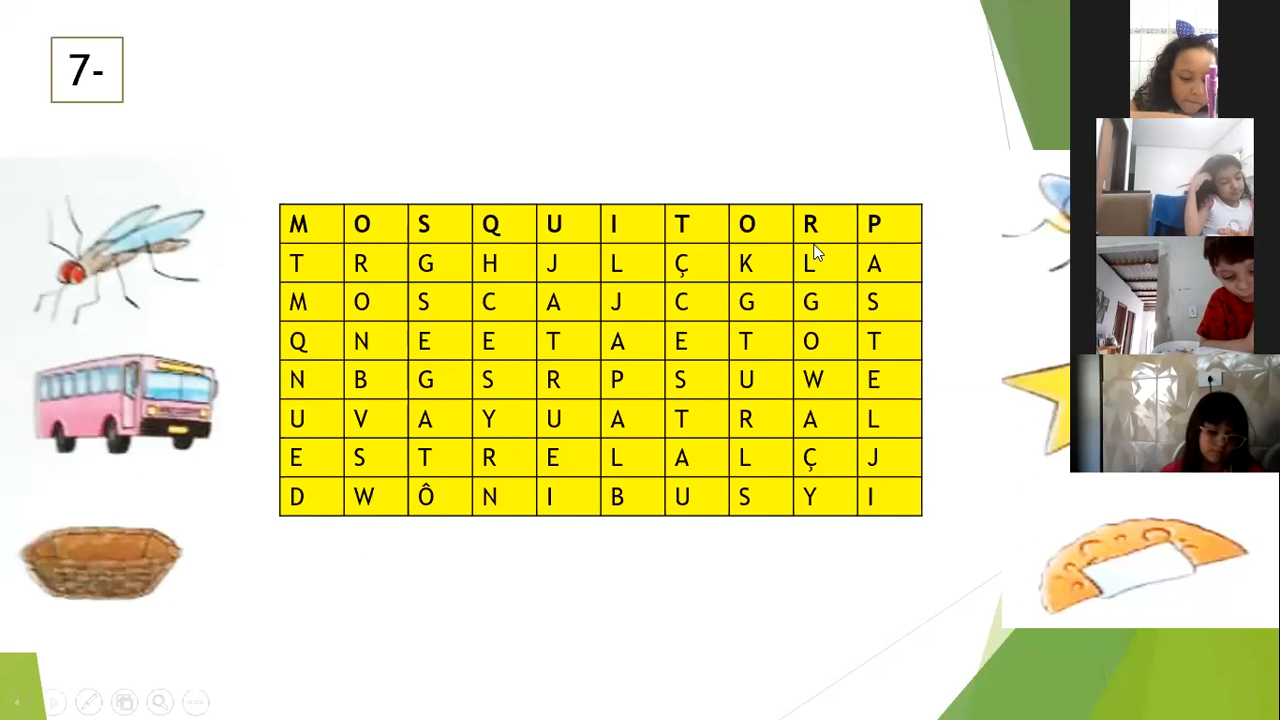 7-
M O S Q U I T O R P
T R G H J L Ç K L A
M O S C A J C G G S
Q N E E T A E T O T
N B G S R P S U W E
U V A Y U A T R A L
E S T R E L A L Ç J
D W Ô N I B U S Y I